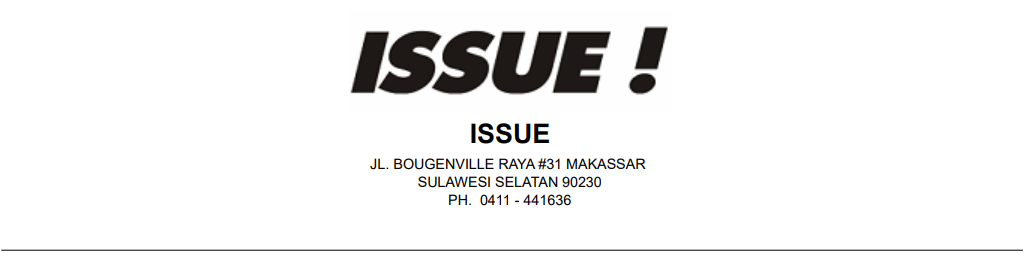 ISSUE !
ISSUE
JL. BOUGENVILLE RAYA #31 MAKASSAR
SULAWESI SELATAN 90230
PH.  0411 - 441636